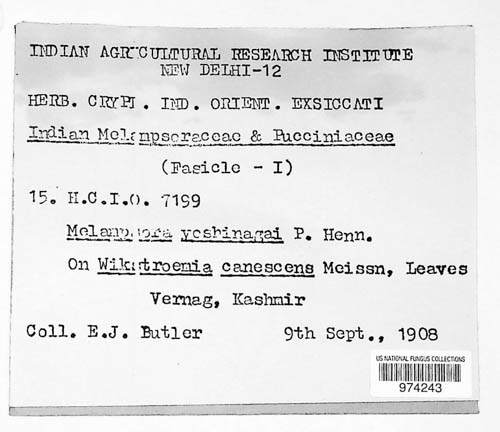 INDIAN AGRICULTURAL RESEARCH INSTITUTE
NEW DELHI-12
HERB. CRYPT. IND. ORIENT. EXSICCATI
Indian Melampsoraceae & Pucciniaceae
(Fasicle - I)
15. H.C.I.O. 7199
Melampsora yoshinagai P. Henn.
On Wikstroemia canescens Meissn, Leaves
Vernag, Kashmir
Coll. E.J. Butler 9th Sept., 1908
US NATIONAL FUNGUS COLLECTIONS
974243